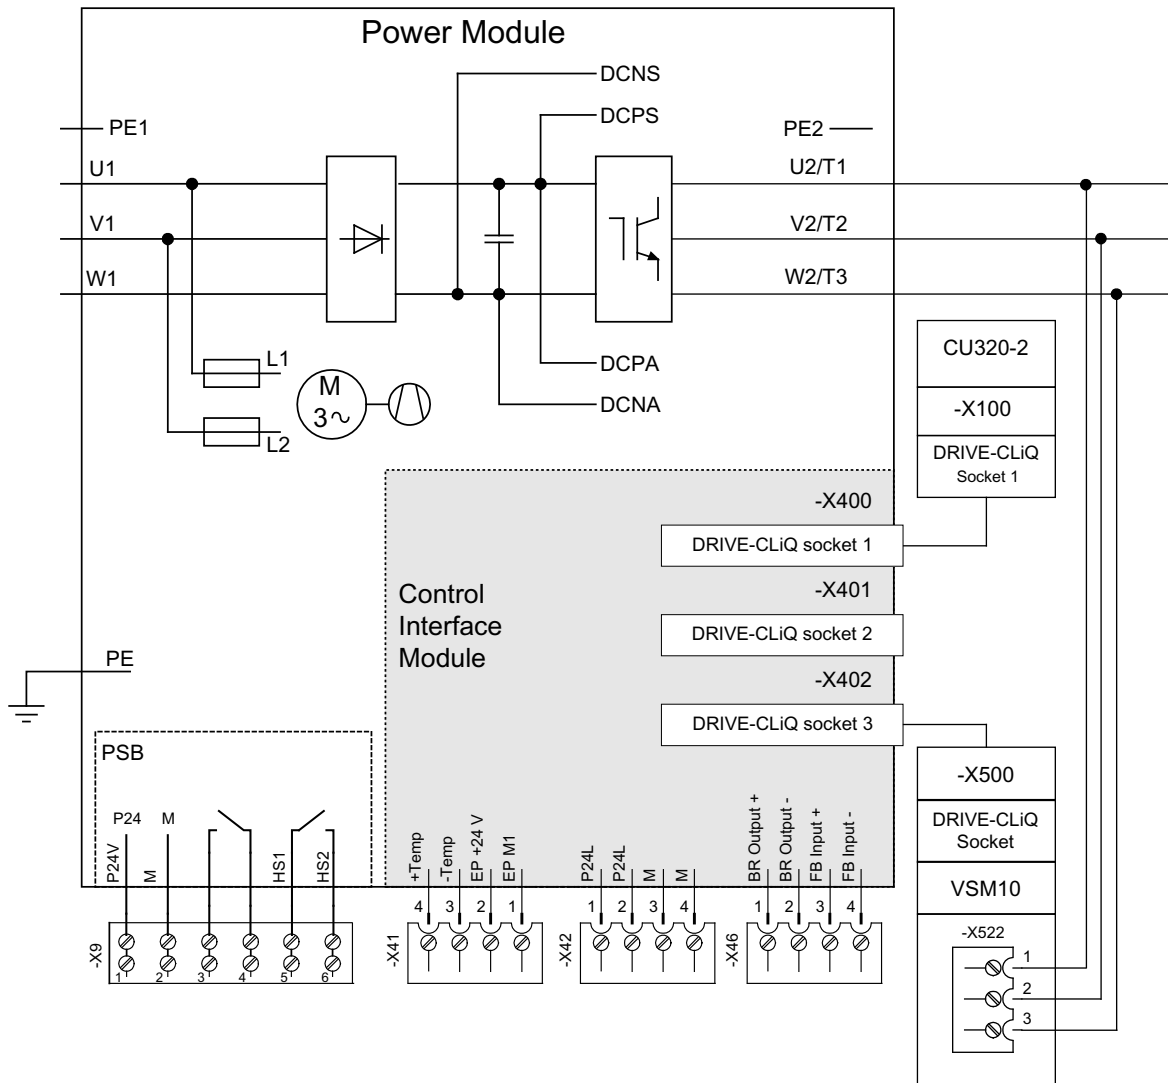 Power Module
DCNS
DCPS
PE1
PE2
U1
U2/T1
V1
V2/T2
W1
W2/T3
L1
DCPA
M
3~
DCNA
L2
CU320-2
-X100
DRIVE-CLiQ
Socket 1
-X400
DRIVE-CLiQ socket 1
Control
Interface
Module
-X401
DRIVE-CLiQ socket 2
-X402
DRIVE-CLiQ socket 3
PE
PSB
P24
M
P24V
M
HS1
HS2
-X9
1
2
3
4
5
6
+Temp
-Temp
EP +24 V
EP M1
-X41
4
3
2
1
P24L
P24L
M
M
-X42
1
2
3
4
BR Output +
BR Output -
FB Input +
FB Input -
-X46
1
2
3
4
-X500
DRIVE-CLiQ
Socket
VSM10
-X522
1
2
3